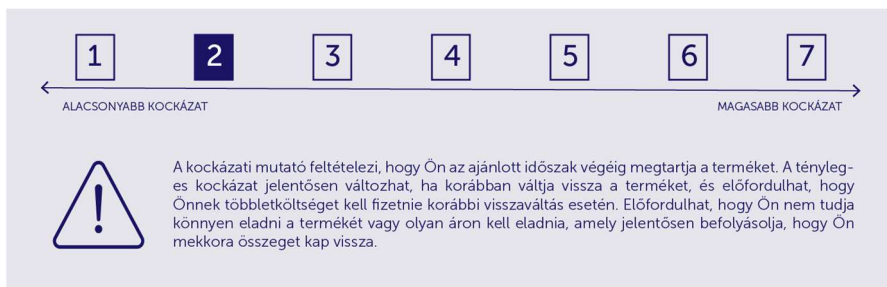 1 2 3 4 5 6 7
ALACSONYABB KOCKÁZAT MAGASABB KOCKÁZAT
A kockázati mutató feltételezi, hogy Ön az ajánlott időszak végéig megtartja a terméket. A tényleg-
es kockázat jelentősen változhat, ha korábban váltja vissza a terméket, és előfordulhat, hogy
Önnek többletköltséget kell fizetnie korábbi visszaváltás esetén. Előfordulhat, hogy Ön nem tudja
könnyen eladni a termékét vagy olyan áron kell eladnia, amely jelentősen befolyásolja, hogy Ön
mekkora összeget kap vissza.